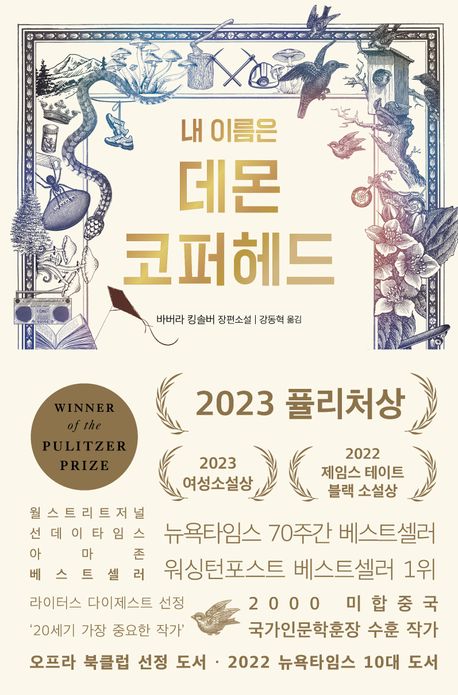 내 이름은
데몬
코퍼헤드
바버라 킹솔버 장편소설 | 강동혁 옮김
WINNER
of the
PULITZER
PRIZE
2023 퓰리처상
2023
여성소설상
2022
제임스 테이트
블랙 소설상
월스트리트저널
선데이타임스
아마존
베스트셀러
뉴욕타임스 70주간 베스트셀러
워싱턴포스트 베스트셀러 1위
라이터스 다이제스트 선정
‘20세기 가장 중요한 작가’
2000 미합중국
국가인문학훈장 수훈 작가
오프라 북클럽 선정 도서 · 2022 뉴욕타임스 10대 도서